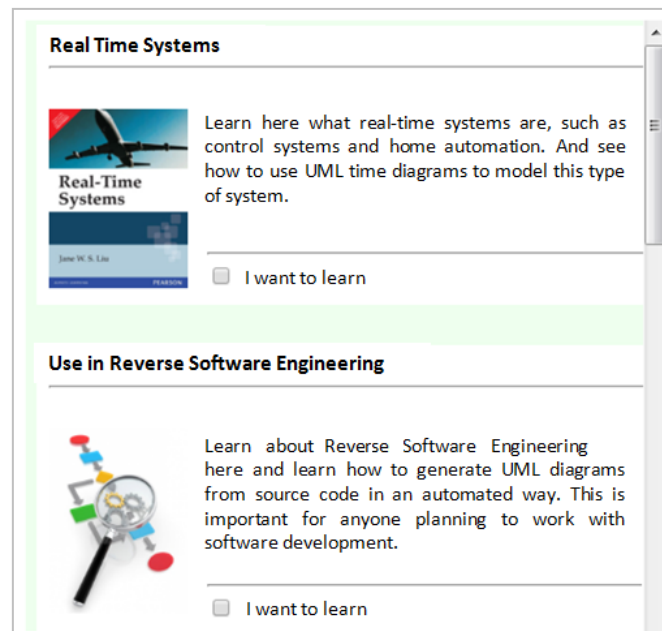 Real Time Systems
Learn here what real-time systems are, such as
control systems and home automation. And see
how to use UML time diagrams to model this type
of system.
Real-Time
Systems
Jane W. S. Liu
PEARSON
I want to learn
Use in Reverse Software Engineering
Learn about Reverse Software Engineering
here and learn how to generate UML diagrams
from source code in an automated way. This is
important for anyone planning to work with
software development.
I want to learn